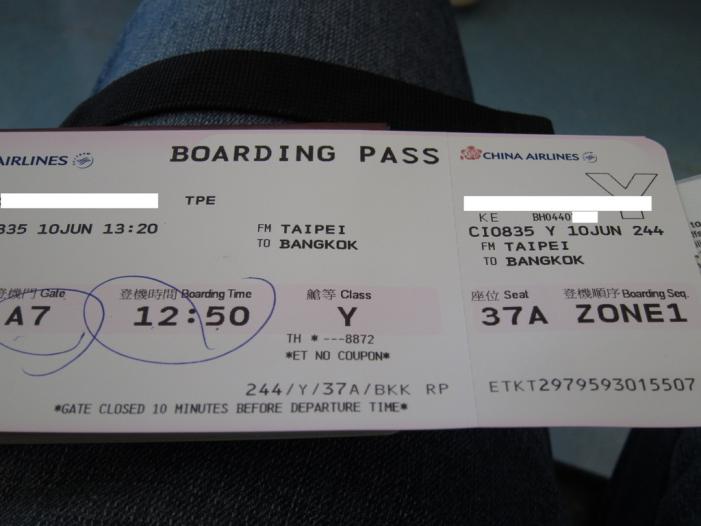 AIRLINES
BOARDING PASS
TPE
835 10JUN 13:20
FM TAIPEI
TO BANGKOK
登機門 Gate
登機時間 Boarding Time
艙等 Class
A7
12:50
Y
TH * ---8872
*ET NO COUPON*
244/Y/37A/BKK RP
*GATE CLOSED 10 MINUTES BEFORE DEPARTURE TIME*
CHINA AIRLINES
Y
KE BH0440
CI0835 Y 10JUN 244
FM TAIPEI
TO BANGKOK
座位 Seat
登機順序 Boarding Seq.
37A ZONE1
ETKT2979593015507